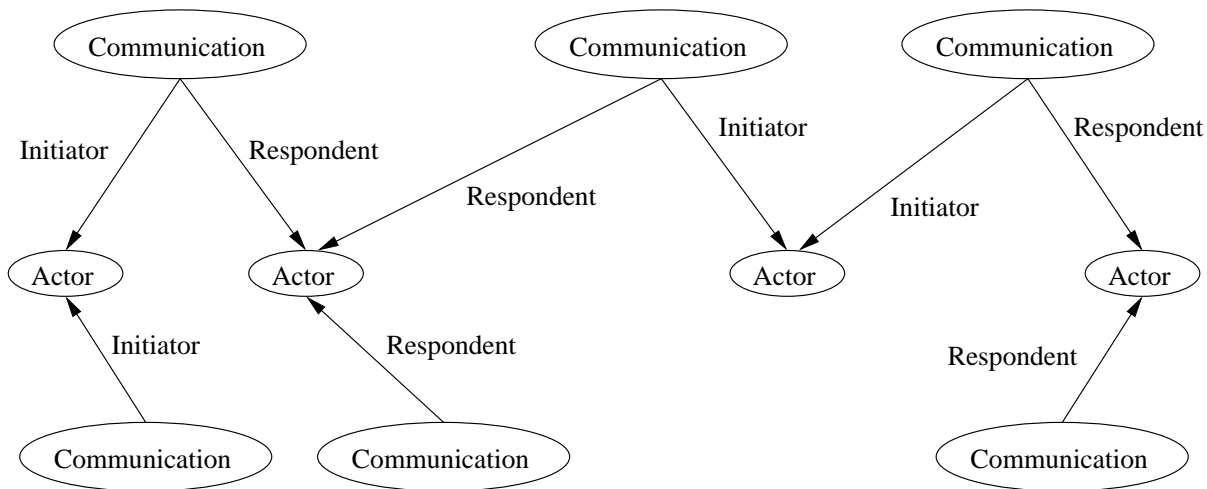 Communication
Communication
Communication
Initiator
Respondent
Initiator
Respondent
Respondent
Initiator
Actor
Actor
Actor
Actor
Initiator
Respondent
Respondent
Communication
Communication
Communication